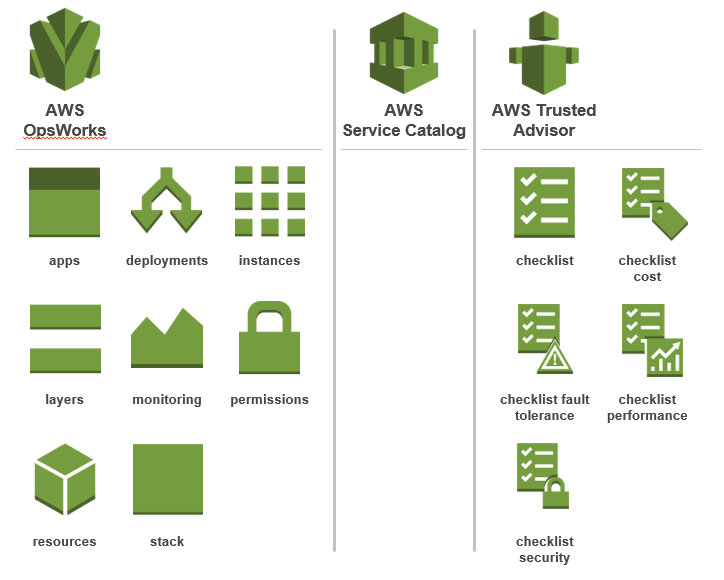 AWS
OpsWorks
AWS
Service Catalog
AWS Trusted
Advisor
apps
deployments
instances
layers
monitoring
permissions
resources
stack
checklist
checklist
cost
checklist fault
tolerance
checklist
performance
checklist
security